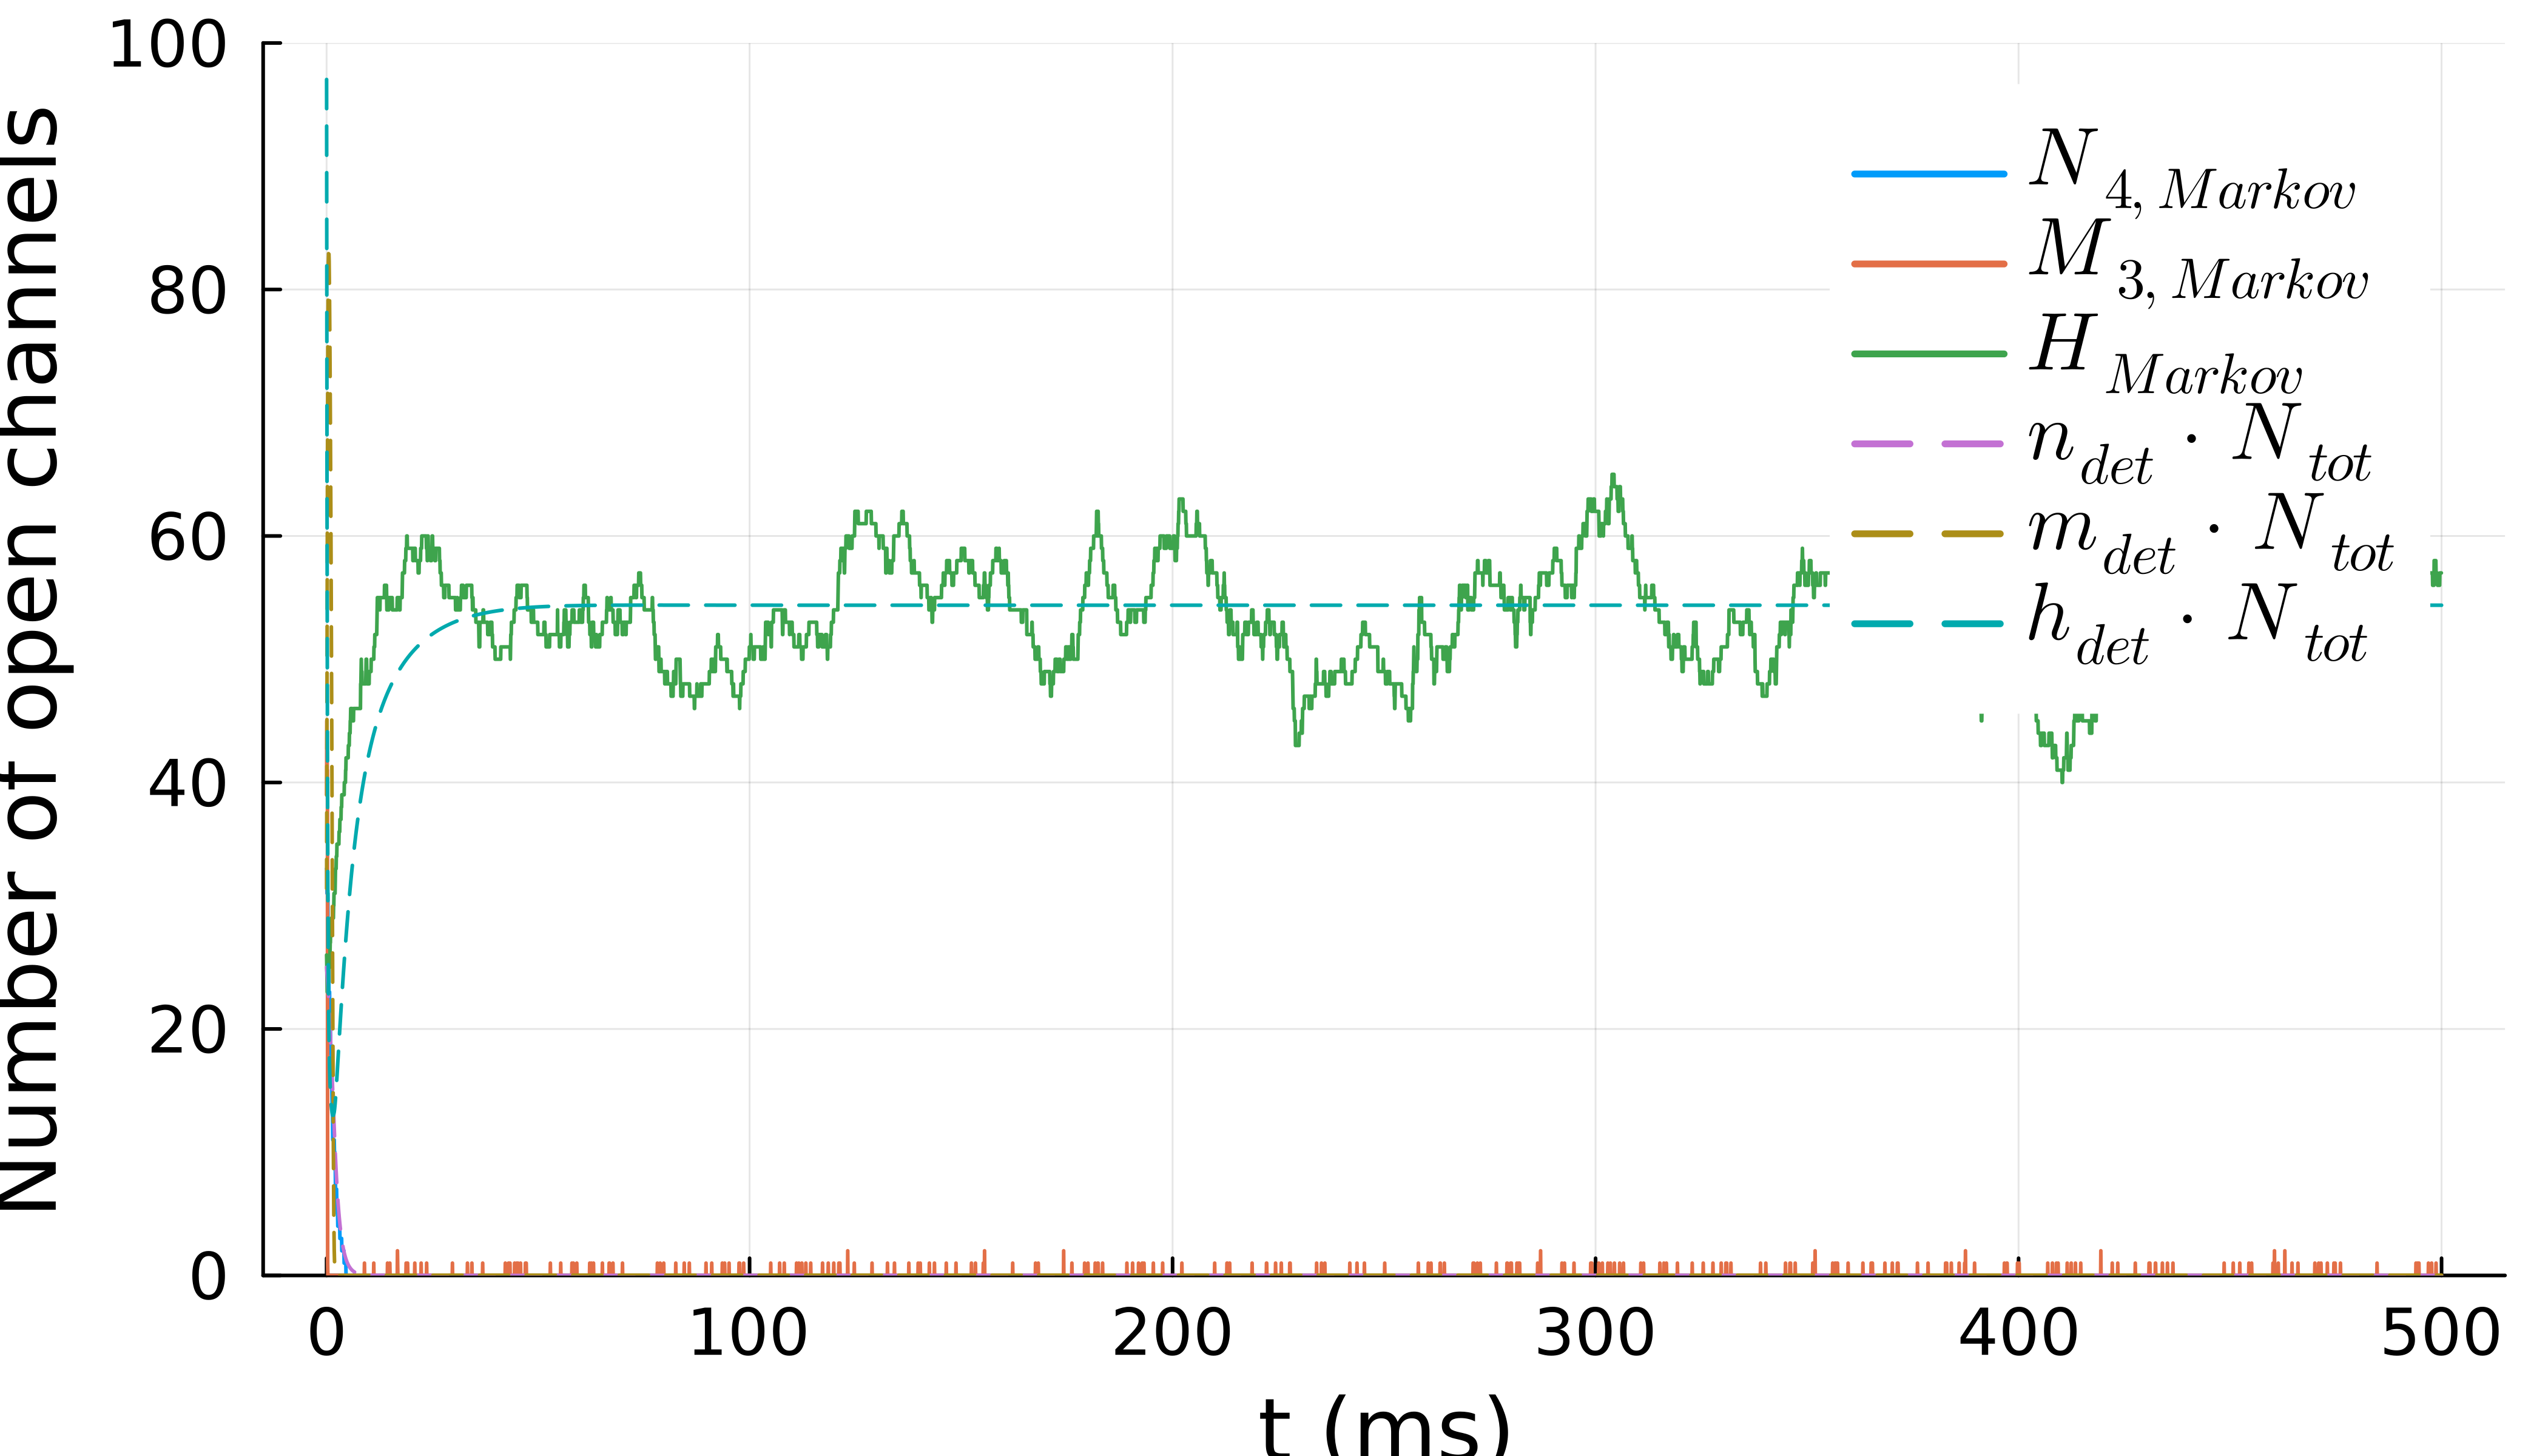 Number of open channels
100
80
60
40
20
0
0 100 200 300 400 500
t (ms)
N4, Markov
M3, Markov
HMarkov
ndet · Ntot
mdet · Ntot
hdet · Ntot